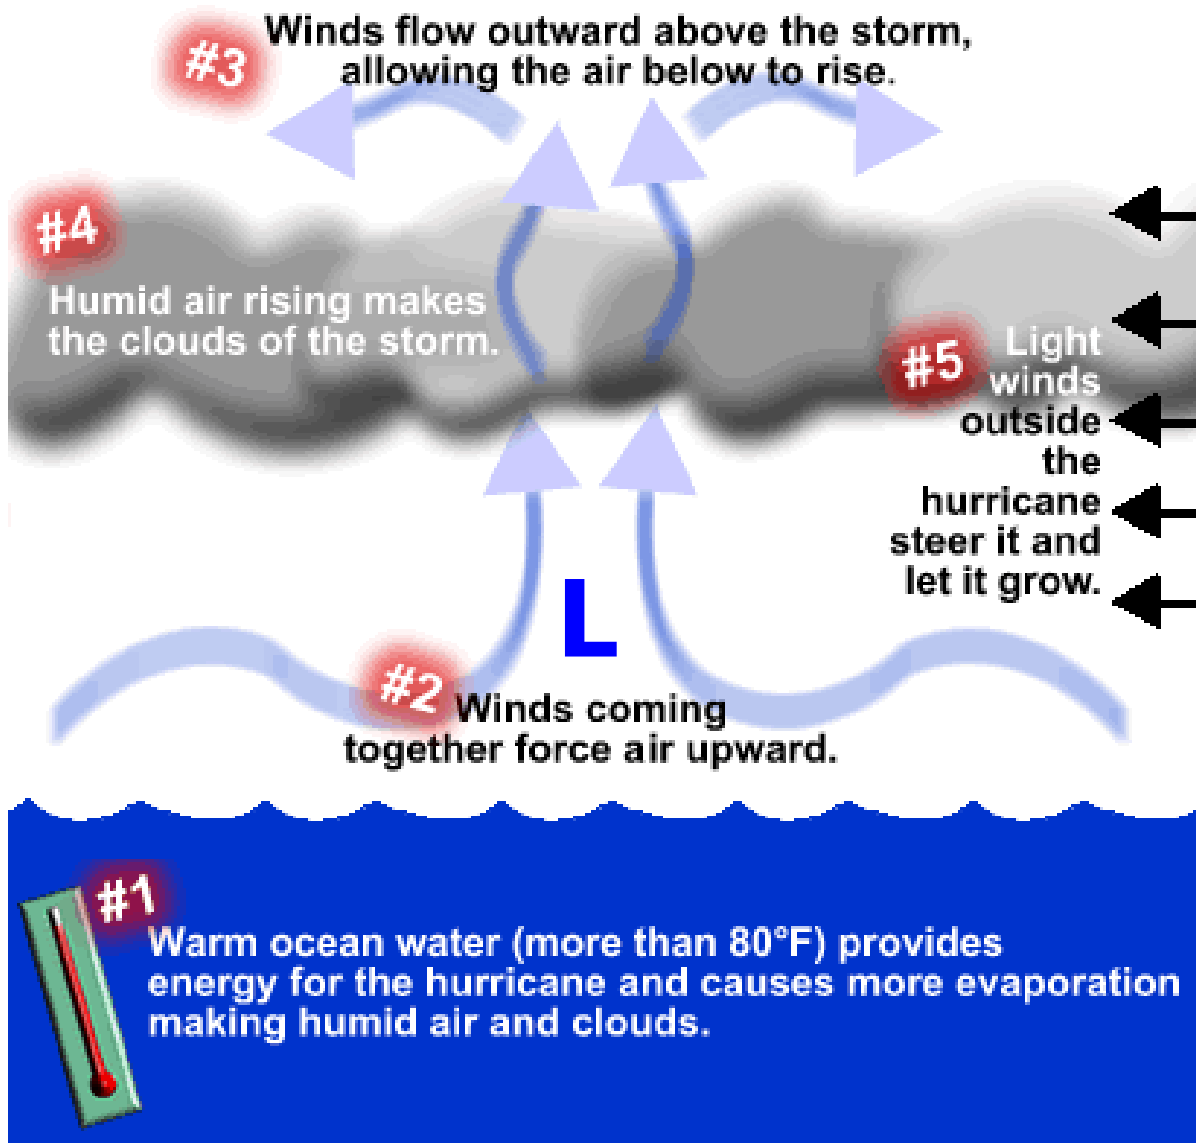 #3
Winds flow outward above the storm,
allowing the air below to rise.
#4
Humid air rising makes
the clouds of the storm.
#5
Light
winds
outside
the
hurricane
steer it and
let it grow.
L
#2
Winds coming
together force air upward.
#1
Warm ocean water (more than 80°F) provides
energy for the hurricane and causes more evaporation
making humid air and clouds.